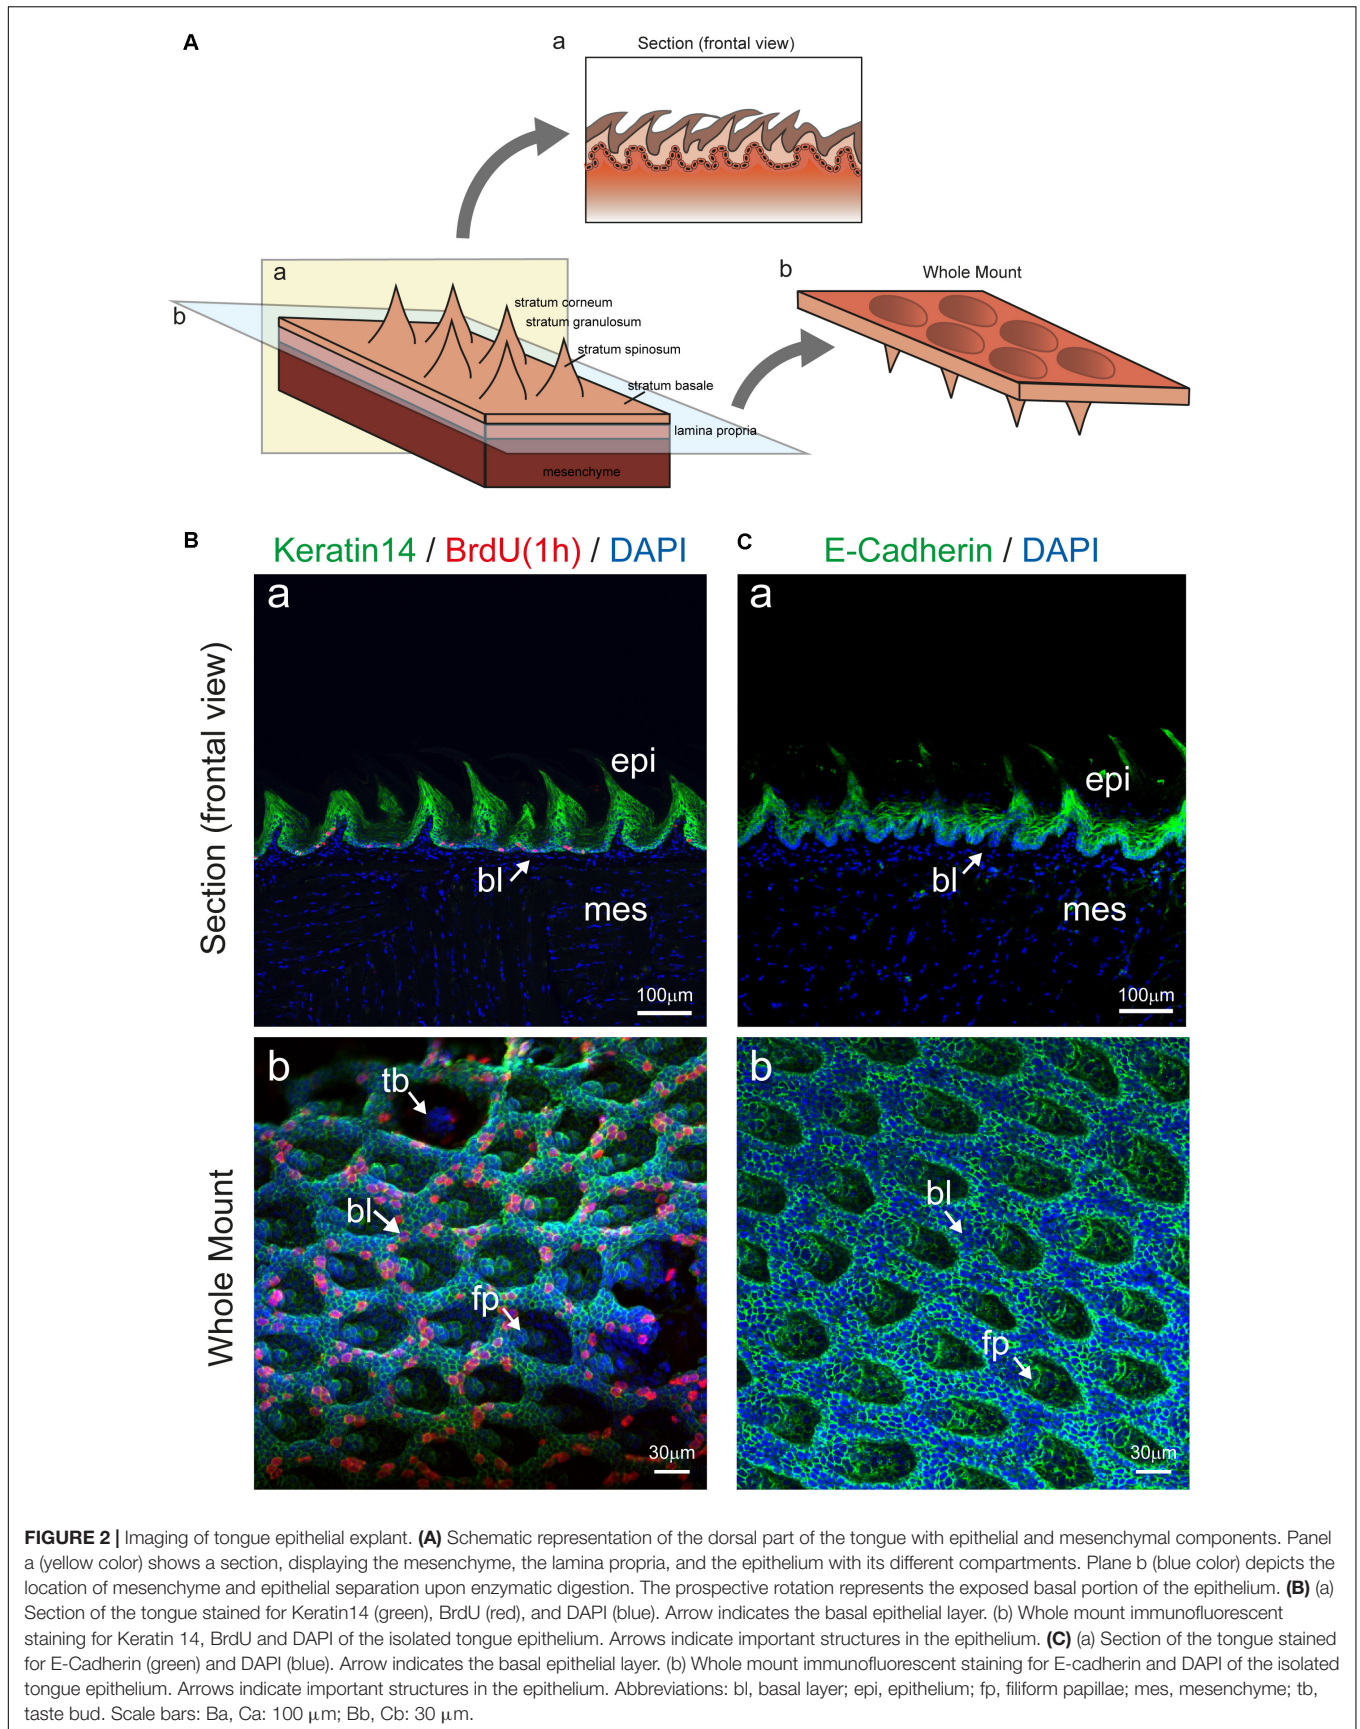 A
a
Section (frontal view)
a
b
stratum corneum
stratum granulosum
stratum spinosum
stratum basale
lamina propria
mesenchyme
b
Whole Mount
B
Keratin14 / BrdU(1h) / DAPI
C
E-Cadherin / DAPI
Section (frontal view)
a
epi
bl
mes
100μm
a
epi
bl
mes
100μm
Whole Mount
b
tb
bl
fp
30μm
b
bl
fp
30μm
FIGURE 2 | Imaging of tongue epithelial explant. (A) Schematic representation of the dorsal part of the tongue with epithelial and mesenchymal components. Panel
a (yellow color) shows a section, displaying the mesenchyme, the lamina propria, and the epithelium with its different compartments. Plane b (blue color) depicts the
location of mesenchyme and epithelial separation upon enzymatic digestion. The prospective rotation represents the exposed basal portion of the epithelium. (B) (a)
Section of the tongue stained for Keratin14 (green), BrdU (red), and DAPI (blue). Arrow indicates the basal epithelial layer. (b) Whole mount immunofluorescent
staining for Keratin 14, BrdU and DAPI of the isolated tongue epithelium. Arrows indicate important structures in the epithelium. (C) (a) Section of the tongue stained
for E-Cadherin (green) and DAPI (blue). Arrow indicates the basal epithelial layer. (b) Whole mount immunofluorescent staining for E-cadherin and DAPI of the isolated
tongue epithelium. Arrows indicate important structures in the epithelium. Abbreviations: bl, basal layer; epi, epithelium; fp, filiform papillae; mes, mesenchyme; tb,
taste bud. Scale bars: Ba, Ca: 100 μm; Bb, Cb: 30 μm.